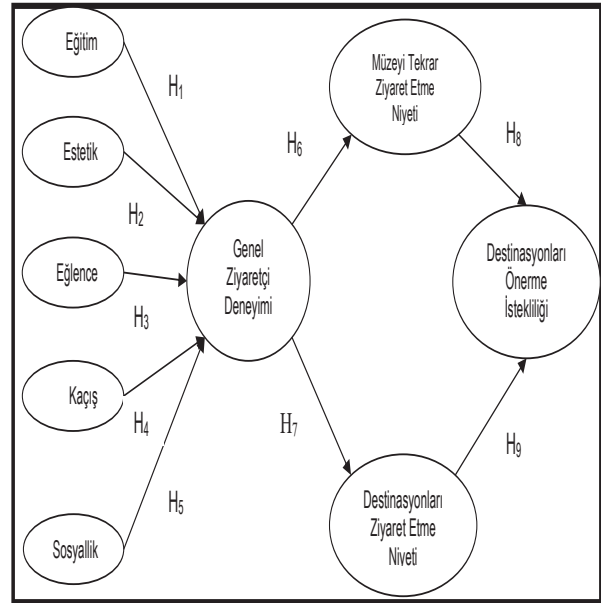 Eğitim
H1
Estetik
H2
Eğlence
H3
Kaçış
H4
Sosyallik
H5
Genel
Ziyaretçi
Deneyimi
H6
H7
Müzeyi Tekrar
Ziyaret Etme
Niyeti
Destinasyonları
Ziyaret Etme
Niveti
H8
H9
Destinasyonları
Önerme
İstekliliği